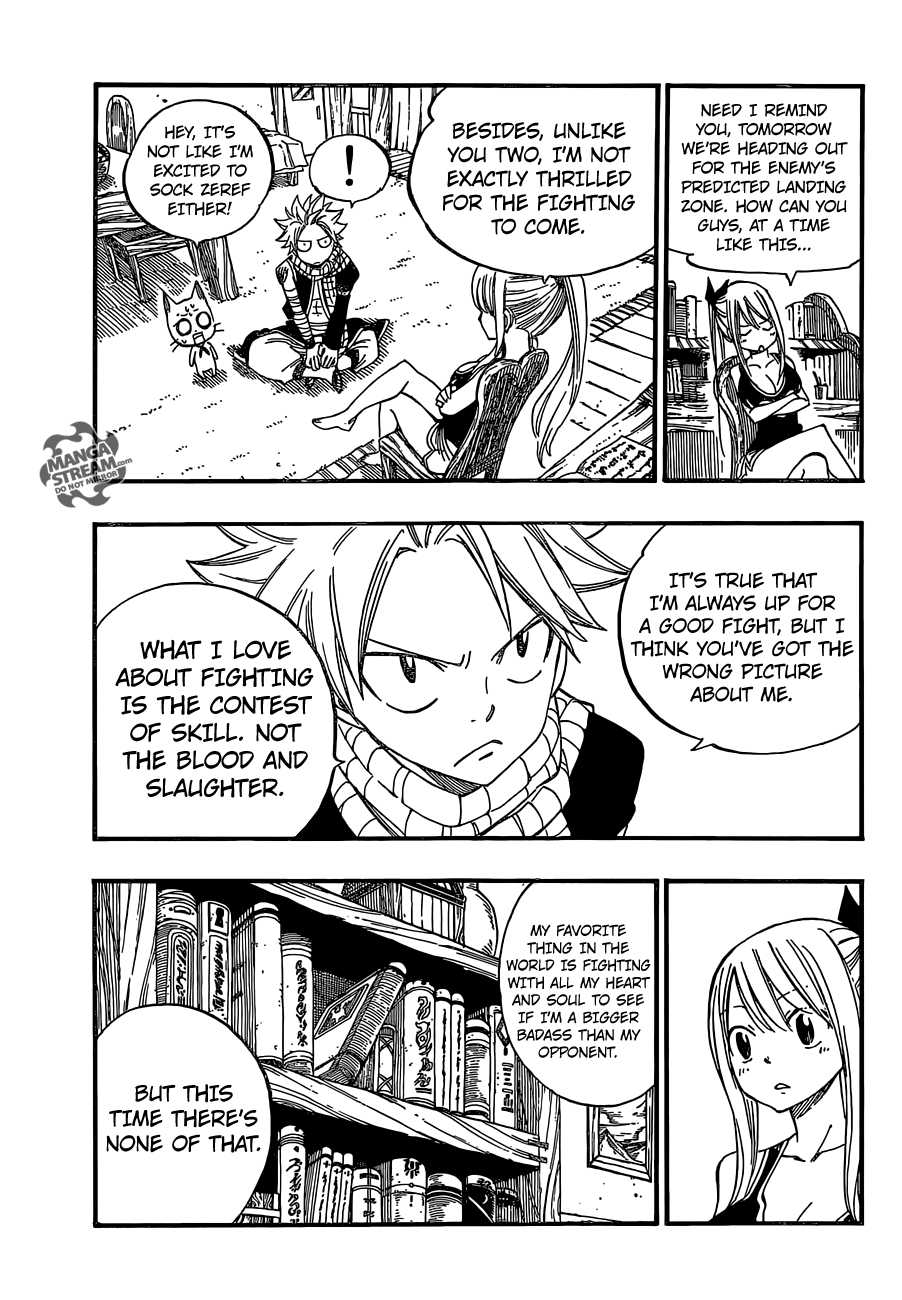 NEED I REMIND
YOU, TOMORROW
WE'RE HEADING OUT
FOR THE ENEMY'S
PREDICTED LANDING
ZONE. HOW CAN YOU
GUYS, AT A TIME
LIKE THIS...
BESIDES, UNLIKE
YOU TWO, I'M NOT
EXACTLY THRILLED
FOR THE FIGHTING
TO COME.
!
HEY, IT'S
NOT LIKE I'M
EXCITED TO
SOCK ZEREF
EITHER!
MANGA
STREAM.com
DO NOT MIRROR
IT'S TRUE THAT
I'M ALWAYS UP FOR
A GOOD FIGHT, BUT I
THINK YOU'VE GOT THE
WRONG PICTURE
ABOUT ME.
WHAT I LOVE
ABOUT FIGHTING
IS THE CONTEST
OF SKILL. NOT
THE BLOOD AND
SLAUGHTER.
MY FAVORITE
THING IN THE
WORLD IS FIGHTING
WITH ALL MY HEART
AND SOUL TO SEE
IF I'M A BIGGER
BADASS THAN MY
OPPONENT.
BUT THIS
TIME THERE'S
NONE OF THAT.